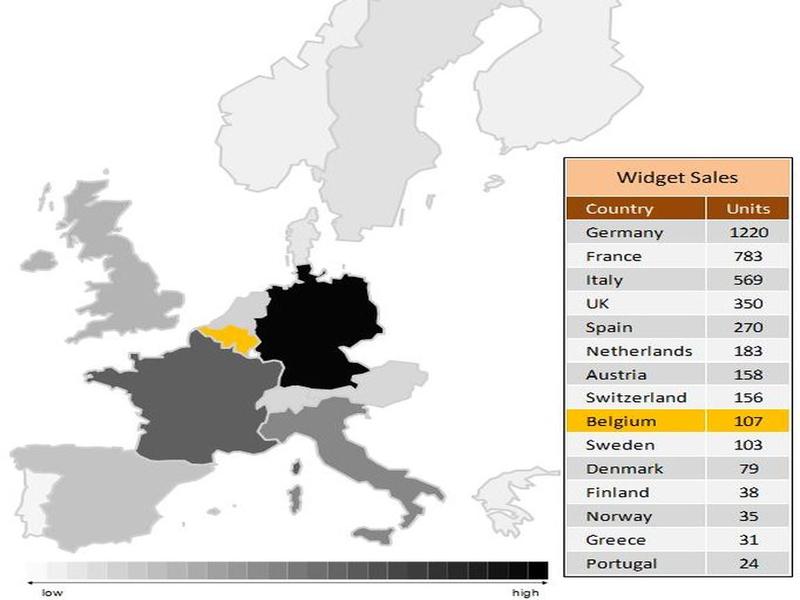 Widget Sales
Country Units
Germany 1220
France 783
Italy 569
UK 350
Spain 270
Netherlands 183
Austria 158
Switzerland 156
Belgium 107
Sweden 103
Denmark 79
Finland 38
Norway 35
Greece 31
Portugal 24
low high